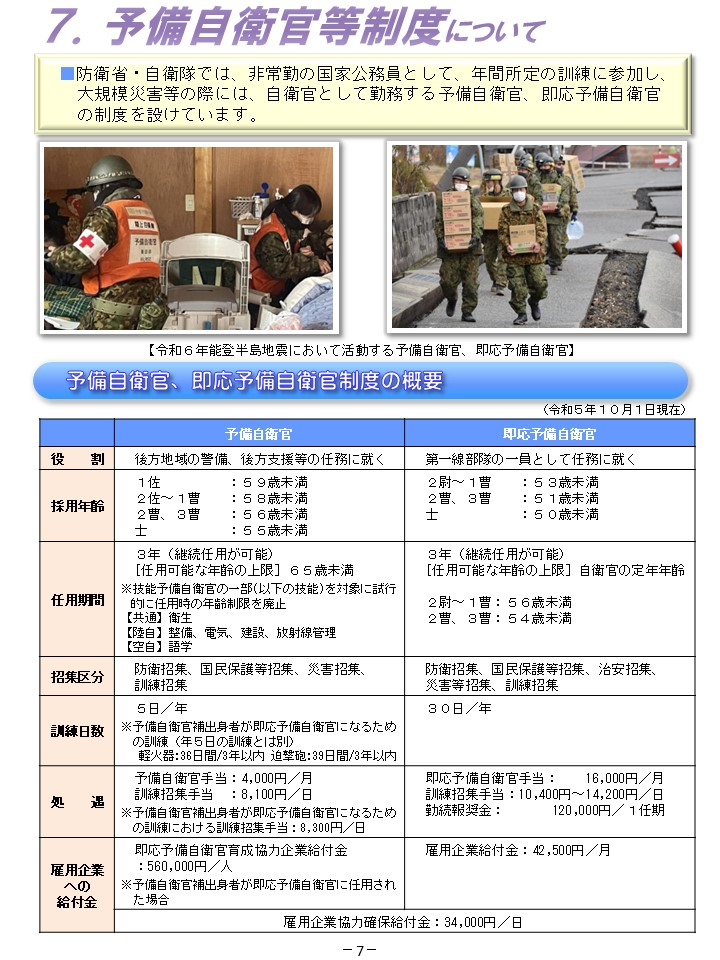 7. 予備自衛官等制度について
■防衛省・自衛隊では、非常勤の国家公務員として、年間所定の訓練に参加し、
大規模災害等の際には、自衛官として勤務する予備自衛官、即応予備自衛官
の制度を設けています。
予備自衛官
【令和６年能登半島地震において活動する予備自衛官、即応予備自衛官】
予備自衛官、即応予備自衛官制度の概要
（令和５年１０月１日現在）
予備自衛官 即応予備自衛官
役　割 後方地域の警備、後方支援等の任務に就く 第一線部隊の一員として任務に就く
採用年齢
１佐　　　：５９歳未満
２佐～１曹　：５８歳未満
２曹、３曹　：５６歳未満
士　　　　：５５歳未満
２尉～１曹　：５３歳未満
２曹、３曹　：５１歳未満
士　　　　：５０歳未満
任用期間
３年（継続任用が可能）
［任用可能な年齢の上限］６５歳未満
※技能予備自衛官の一部（以下の技能）を対象に試行
的に任用時の年齢制限を廃止
【共通】衛生
【陸自】整備、電気、建設、放射線管理
【空自】語学
３年（継続任用が可能）
［任用可能な年齢の上限］自衛官の定年年齢
２尉～１曹：５６歳未満
２曹、３曹：５４歳未満
招集区分
防衛招集、国民保護等招集、災害招集、
訓練招集
防衛招集、国民保護等招集、治安招集、
災害等招集、訓練招集
訓練日数
５日／年
※予備自衛官補出身者が即応予備自衛官になるため
の訓練（年５日の訓練とは別）
軽火器:36日間/3年以内 迫撃砲:39日間/3年以内
３０日／年
処　遇
予備自衛官手当：4,000円／月
訓練招集手当　：8,100円／日
※予備自衛官補出身者が即応予備自衛官になるため
の訓練における訓練招集手当：8,300円／日
即応予備自衛官手当：　　16,000円／月
訓練招集手当：10,400円～14,200円／日
勤続報奨金：　　　120,000円／１任期
雇用企業
への
給付金
即応予備自衛官育成協力企業給付金
：560,000円／人
※予備自衛官補出身者が即応予備自衛官に任用され
た場合
雇用企業給付金：42,500円／月
雇用企業協力確保給付金：34,000円／日
－7－